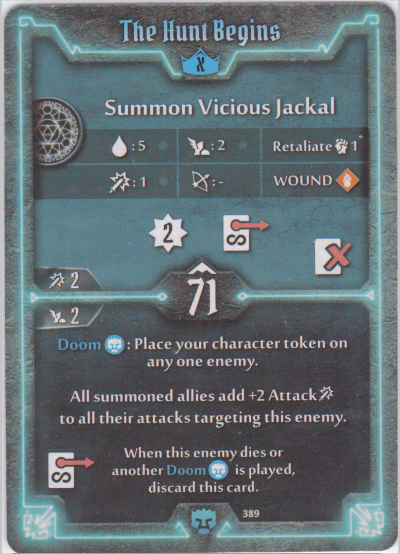 The Hunt Begins
X
Summon Vicious Jackal
: 5 : 2 Retaliate 1
: 1 : - WOUND
2
2
71
2
Doom : Place your character token on
any one enemy.
All summoned allies add +2 Attack
to all their attacks targeting this enemy.
When this enemy dies or
another Doom is played,
discard this card.
389